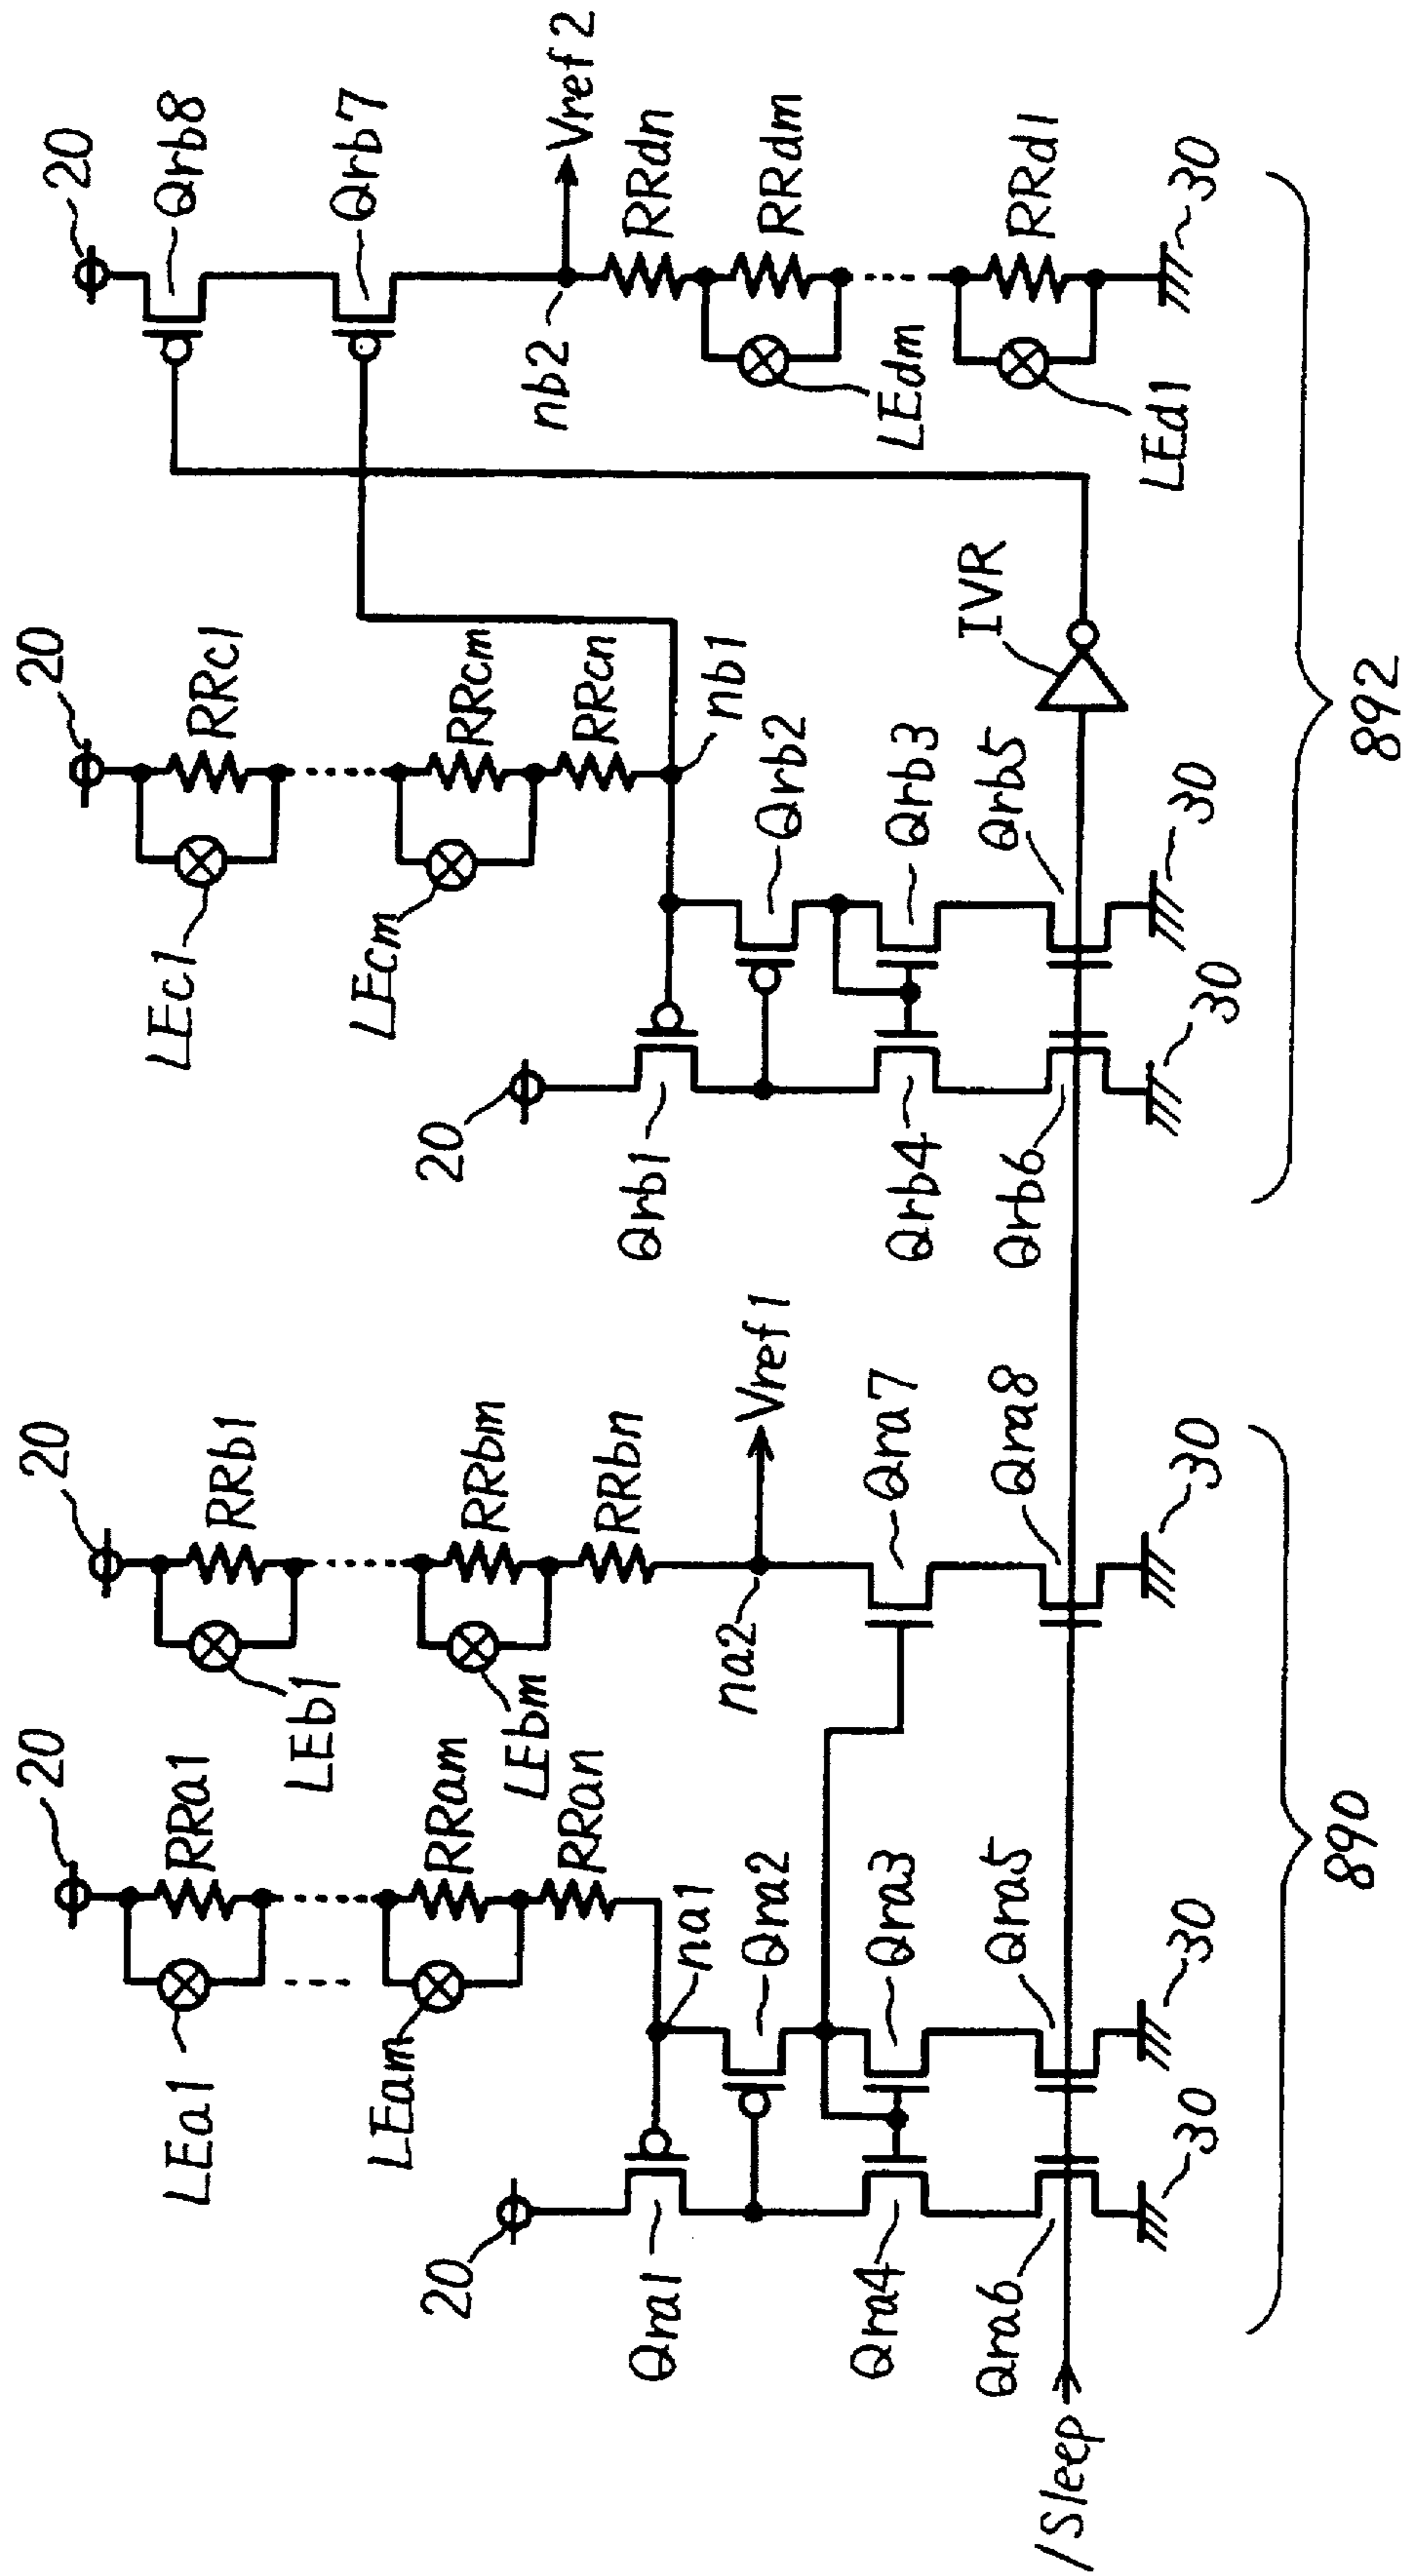 20
Qrb8
Qrb7
Vref2
nb2
RRdn
RRdm
LEdm
RRd1
LEd1
30
20
RRc1
LEc1
RRcm
LEcm
RRcn
nb1
20
Qrb1
Qrb2
Qrb3
Qrb4
Qrb5
Qrb6
IVR
30
30
892
20
RRb1
LEb1
RRbm
LEbm
RRbn
na2
Vref1
Qra7
Qra8
30
20
RRa1
LEa1
RRam
LEam
RRan
na1
20
Qra1
Qra2
Qra3
Qra4
Qra5
Qra6
30
30
890
/Sleep